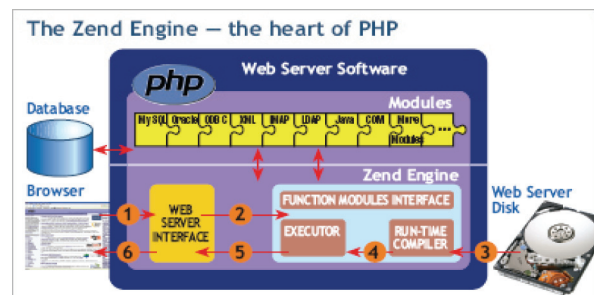 The Zend Engine — the heart of PHP
Web Server Software
php
Database
Modules
MySQL Oracle ODBC XML IMAP LDAP Java COM More Modules ...
Browser
Zend Engine
Web Server
Disk
FUNCTION MODULES INTERFACE
1
WEB
SERVER
INTERFACE
2
EXECUTOR
RUN-TIME
COMPILER
6
5
4
3